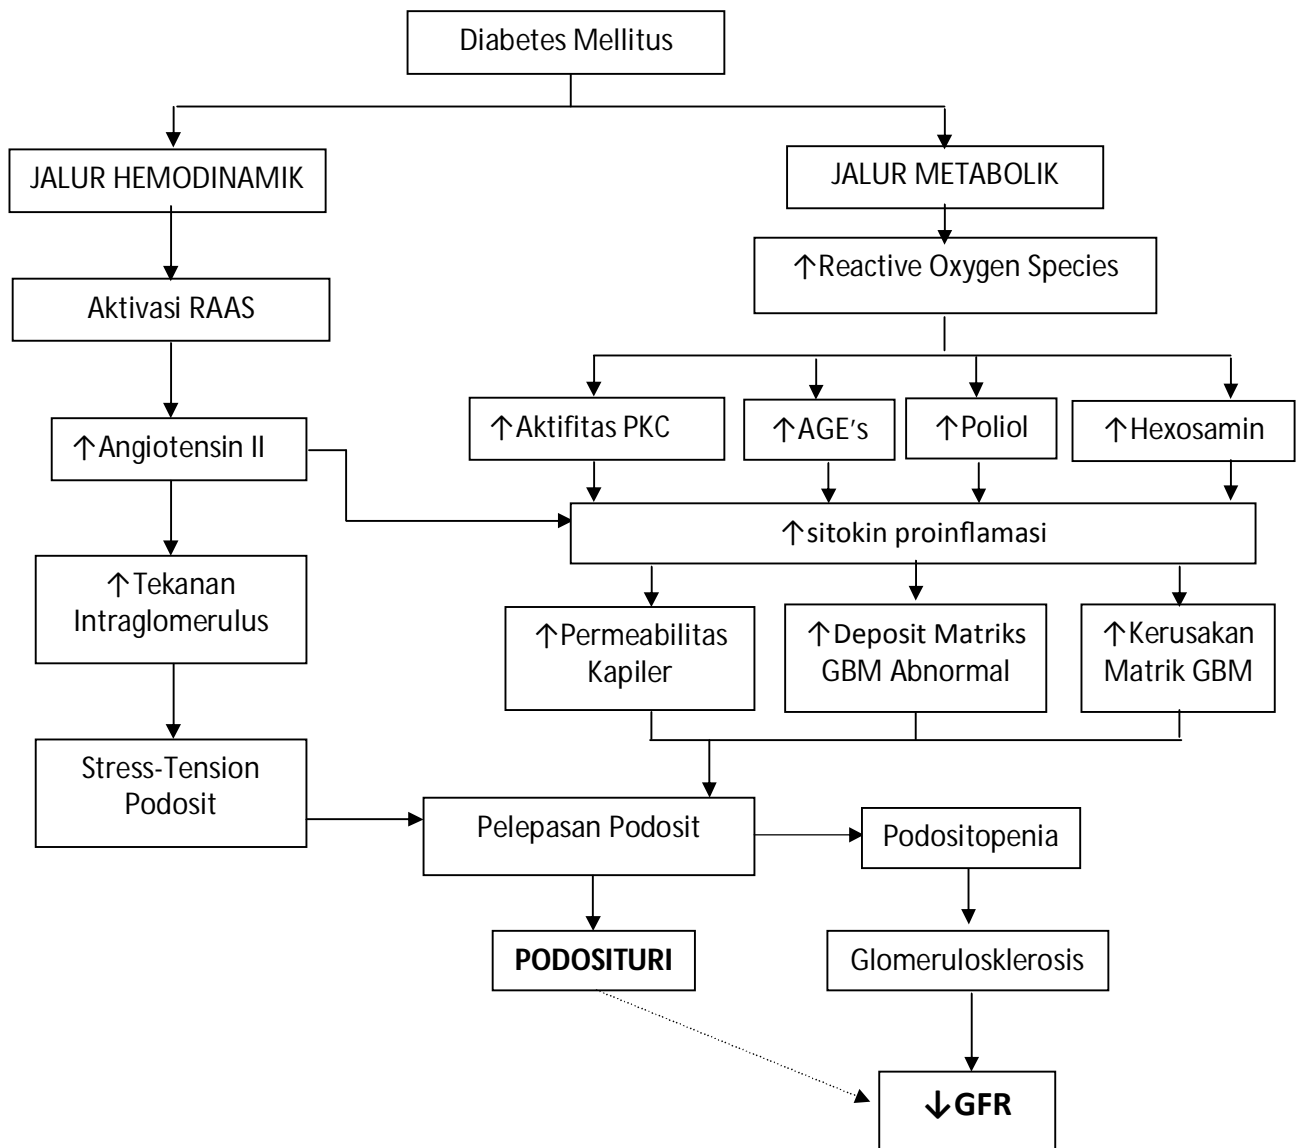 Diabetes Mellitus
JALUR HEMODINAMIK
JALUR METABOLIK
↑Reactive Oxygen Species
Aktivasi RAAS
↑Angiotensin II
↑Aktifitas PKC
↑AGE's
↑Poliol
↑Hexosamin
↑sitokin proinflamasi
↑Tekanan
Intraglomerulus
↑Permeabilitas
Kapiler
↑Deposit Matriks
GBM Abnormal
↑Kerusakan
Matrik GBM
Stress-Tension
Podosit
Pelepasan Podosit
Podositopenia
PODOSITURI
Glomerulosklerosis
↓GFR